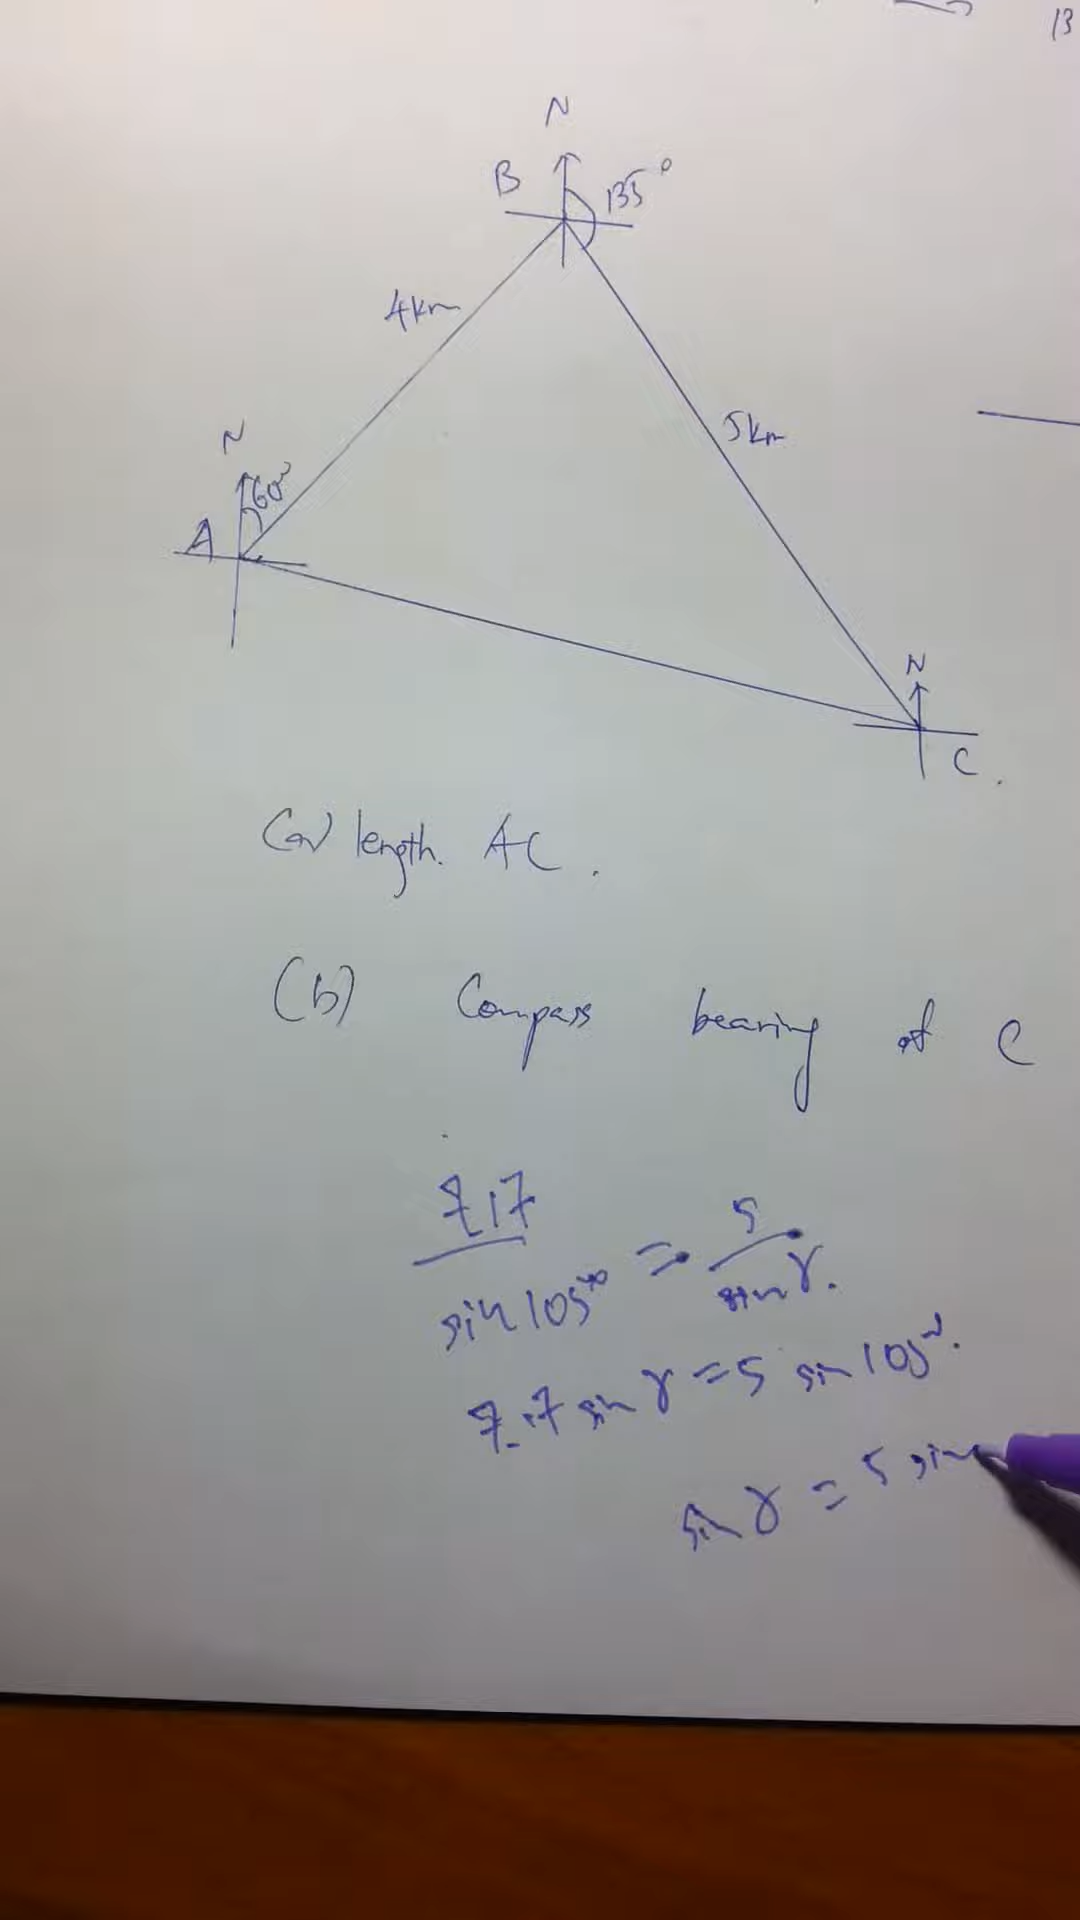 13
N
B
135°
4km
N
60°
5km
A
N
C.
(a) length. AC.
(b) Compass bearing of C
7.17
sin 105° = 5
sin γ.
7.17 sin γ = 5 sin 105°.
sin γ = 5 sin